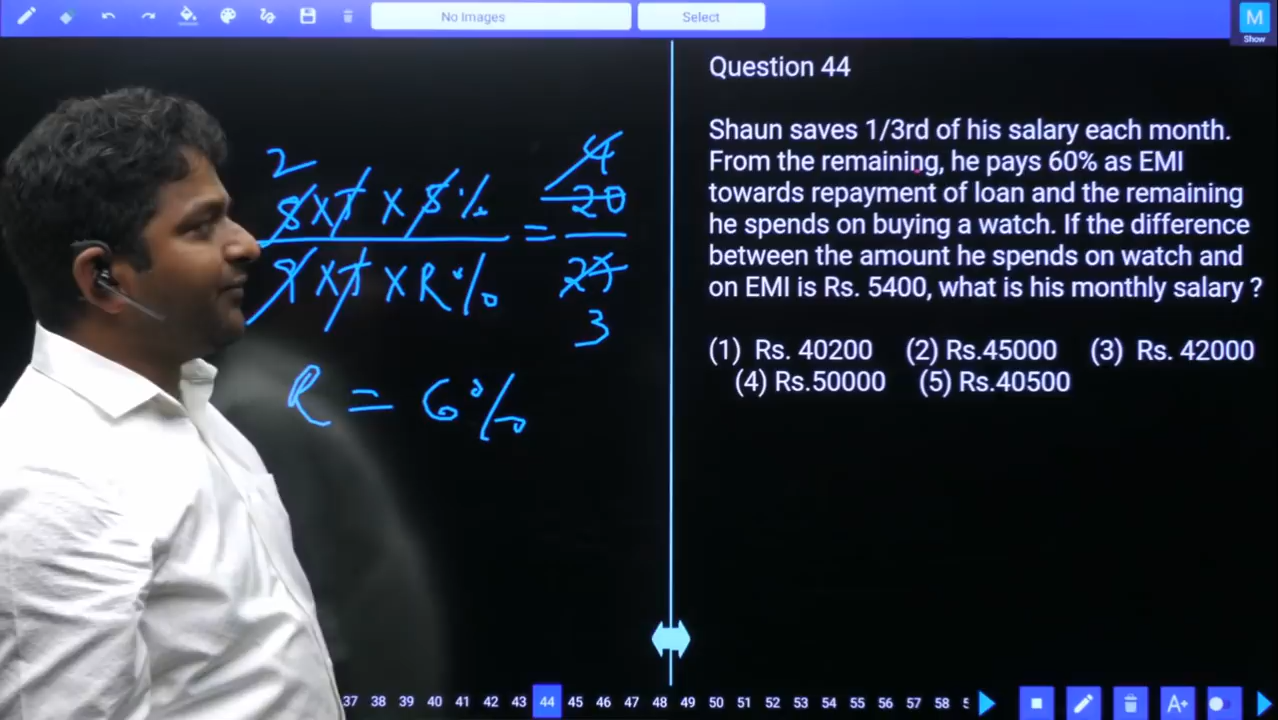 No Images
Select
M
Show
Question 44
Shaun saves 1/3rd of his salary each month.
From the remaining, he pays 60% as EMI
towards repayment of loan and the remaining
he spends on buying a watch. If the difference
between the amount he spends on watch and
on EMI is Rs. 5400, what is his monthly salary ?
(1) Rs. 40200 (2) Rs.45000 (3) Rs. 42000
(4) Rs.50000 (5) Rs.40500
2 4
8 x 1 x 5% = 20
9 x 1 x R% 24
3
R = 6%
37 38 39 40 41 42 43 44 45 46 47 48 49 50 51 52 53 54 55 56 57 58
A+